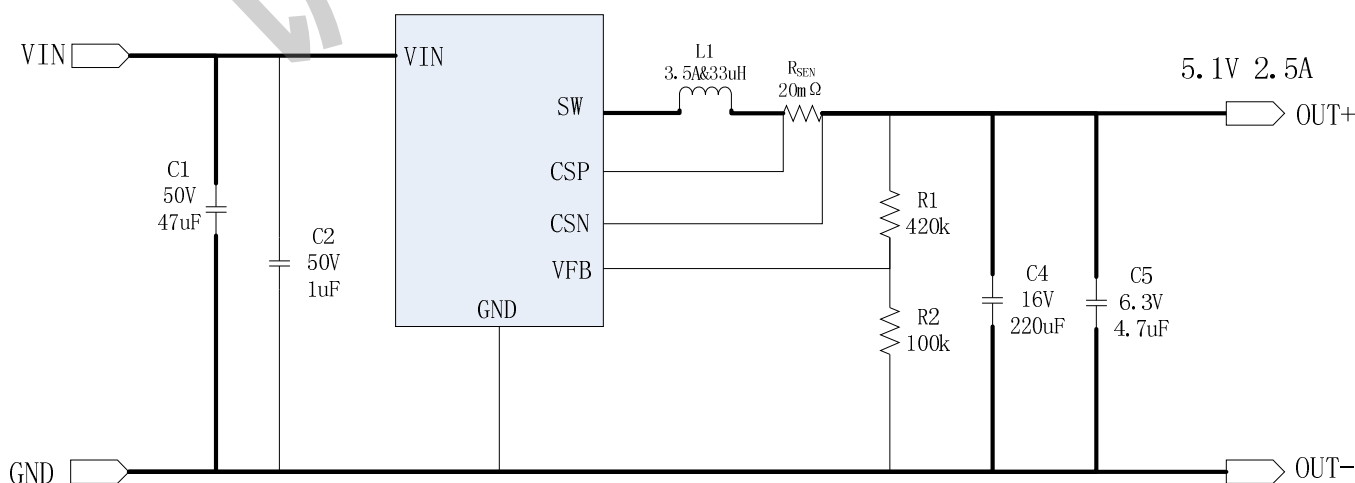 VIN
VIN
SW
CSP
CSN
VFB
GND
L1
3.5A&33uH
RSEN
20mΩ
5.1V 2.5A
OUT+
C1
50V
47uF
C2
50V
1uF
R1
420k
R2
100k
C4
16V
220uF
C5
6.3V
4.7uF
GND
OUT-